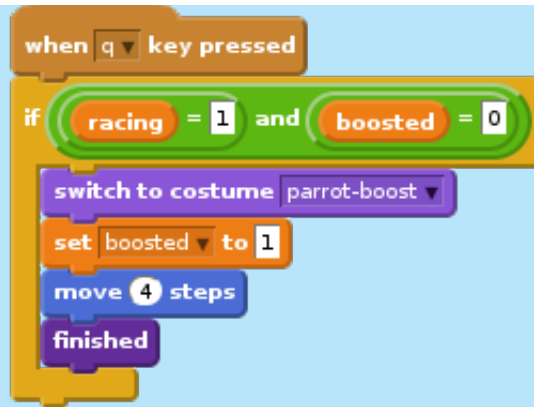 when q key pressed
if racing = 1 and boosted = 0
switch to costume parrot-boost
set boosted to 1
move 4 steps
finished